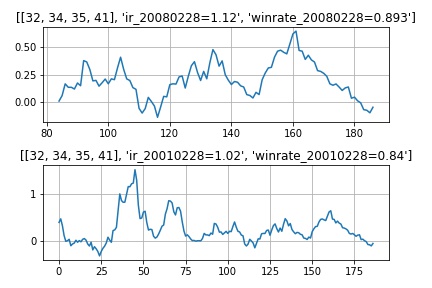 [[32, 34, 35, 41], 'ir_20080228=1.12', 'winrate_20080228=0.893']
0.50
0.25
0.00
80 100 120 140 160 180
[[32, 34, 35, 41], 'ir_20010228=1.02', 'winrate_20010228=0.84']
1
0
0 25 50 75 100 125 150 175